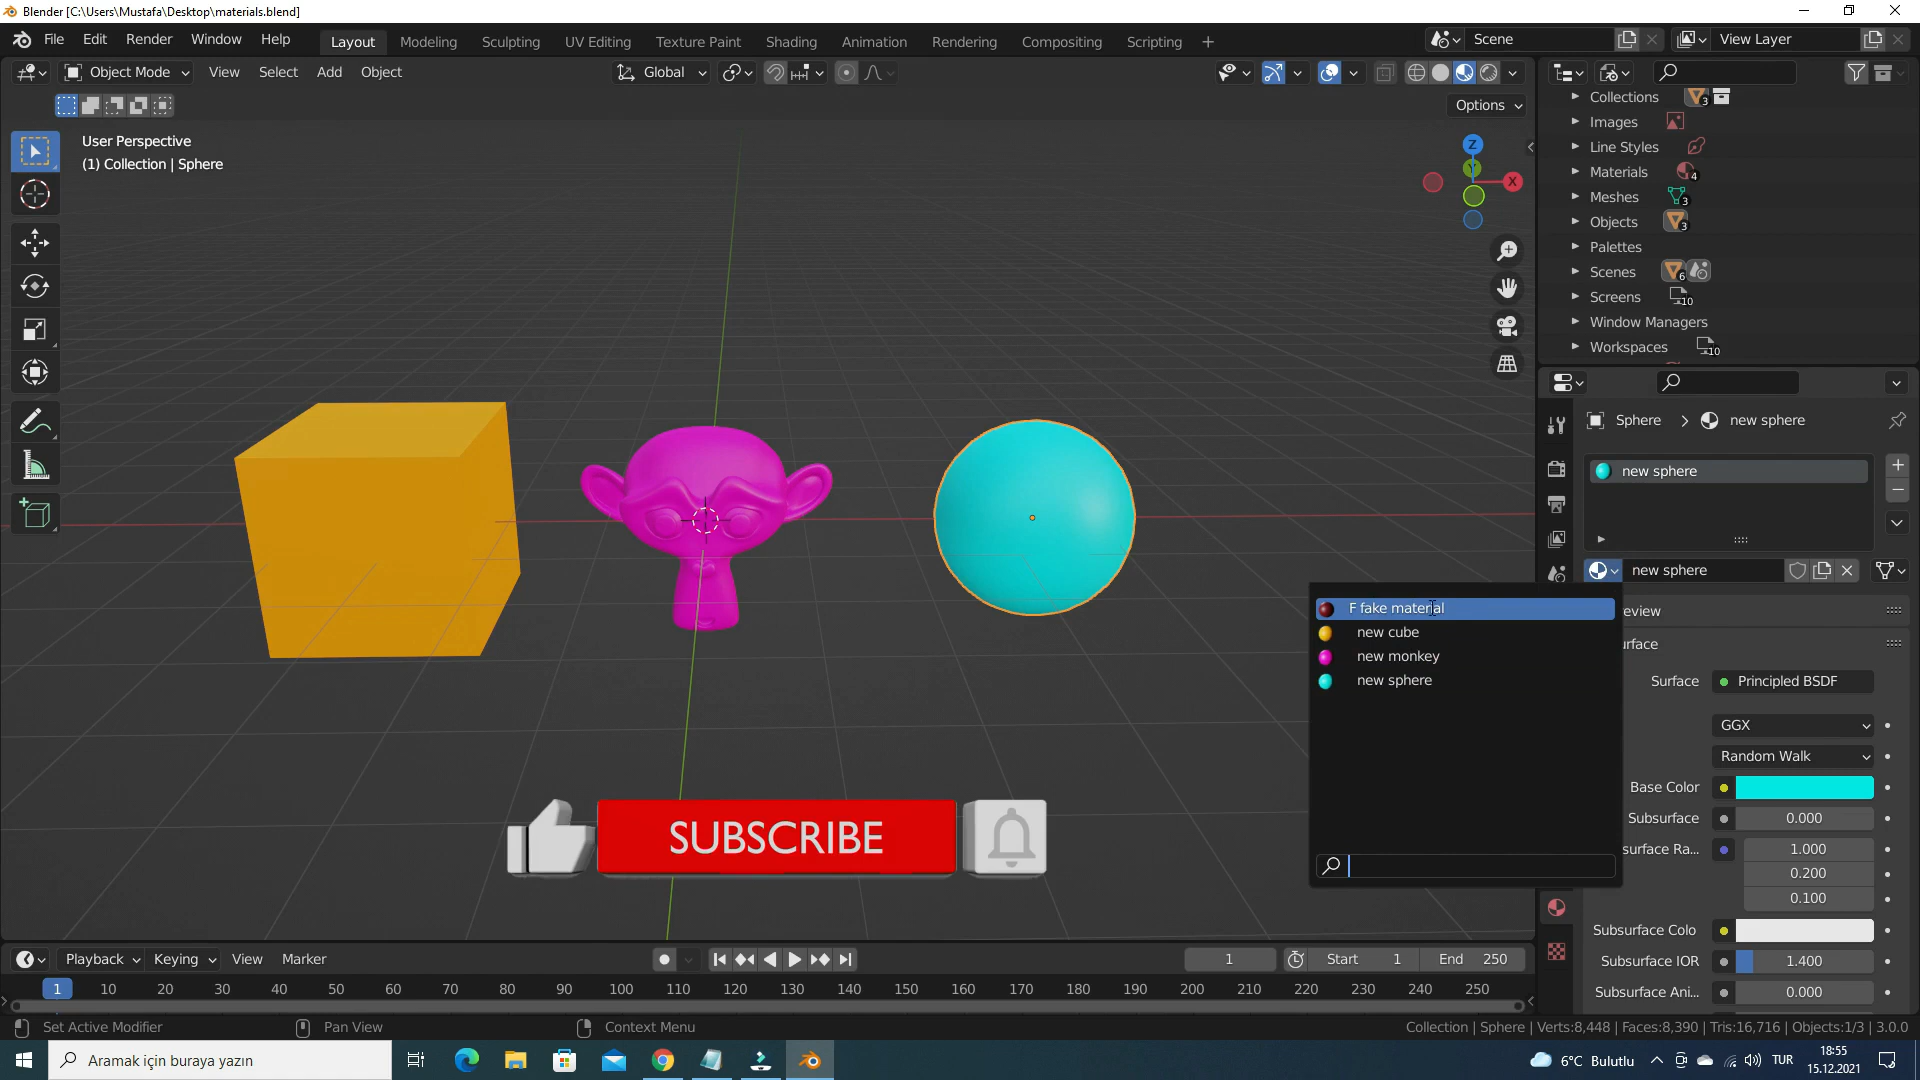 Blender [C:\Users\Mustafa\Desktop\materials.blend]
File Edit Render Window Help
Layout Modeling Sculpting UV Editing Texture Paint Shading Animation Rendering Compositing Scripting +
Scene
View Layer
Object Mode View Select Add Object
Global
Options
User Perspective
(1) Collection | Sphere
Z
Y
X
Collections 3
Images
Line Styles
Materials 4
Meshes 3
Objects 3
Palettes
Scenes 6
Screens 10
Window Managers
Workspaces 10
Sphere > new sphere
new sphere
new sphere
F fake material
new cube
new monkey
new sphere
eview
urface
Surface Principled BSDF
GGX
Random Walk
Base Color
Subsurface 0.000
surface Ra... 1.000
0.200
0.100
Subsurface Colo
Subsurface IOR 1.400
Subsurface Ani... 0.000
SUBSCRIBE
Playback Keying View Marker
1 Start 1 End 250
1 10 20 30 40 50 60 70 80 90 100 110 120 130 140 150 160 170 180 190 200 210 220 230 240 250
Set Active Modifier Pan View Context Menu
Collection | Sphere | Verts:8,448 | Faces:8,390 | Tris:16,716 | Objects:1/3 | 3.0.0
Aramak için buraya yazın
6°C Bulutlu
TUR
18:55
15.12.2021